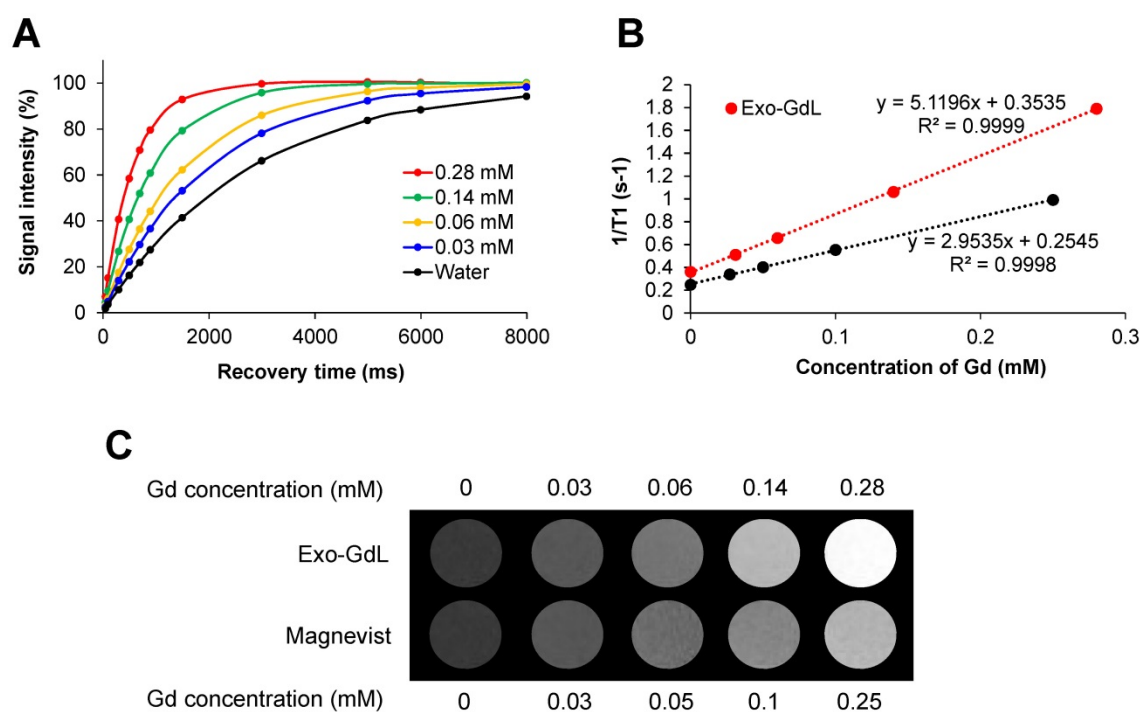 A
Signal intensity (%)
100
80
60
40
20
0
0 2000 4000 6000 8000
Recovery time (ms)
0.28 mM
0.14 mM
0.06 mM
0.03 mM
Water
B
1/T1 (s-1)
2
1.8
1.6
1.4
1.2
1
0.8
0.6
0.4
0.2
0
0 0.1 0.2 0.3
Concentration of Gd (mM)
Exo-GdL
y = 5.1196x + 0.3535
R² = 0.9999
y = 2.9535x + 0.2545
R² = 0.9998
C
Gd concentration (mM) 0 0.03 0.06 0.14 0.28
Exo-GdL
Magnevist
Gd concentration (mM) 0 0.03 0.05 0.1 0.25